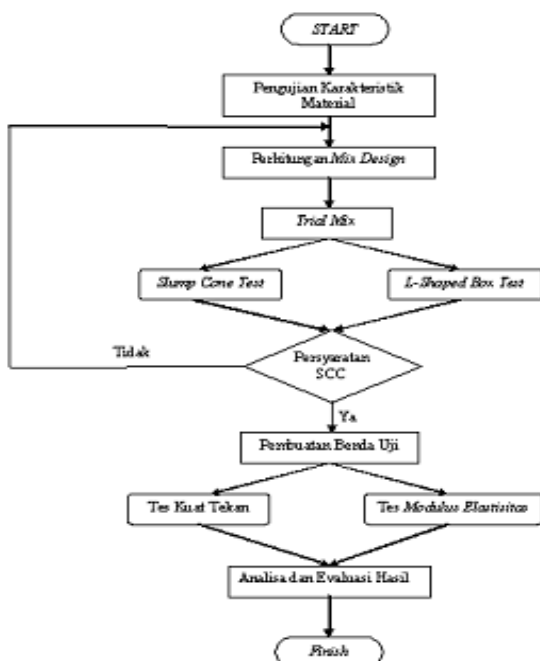 START
Pengujian Karakteristik
Material
Perhitungan Mix Design
Trial Mix
Slump Cone Test
L-Shaped Box Test
Tidak
Persyaratan
SCC
Ya
Pembuatan Benda Uji
Tes Kuat Tekan
Tes Modulus Elastisitas
Analisa dan Evaluasi Hasil
Finish